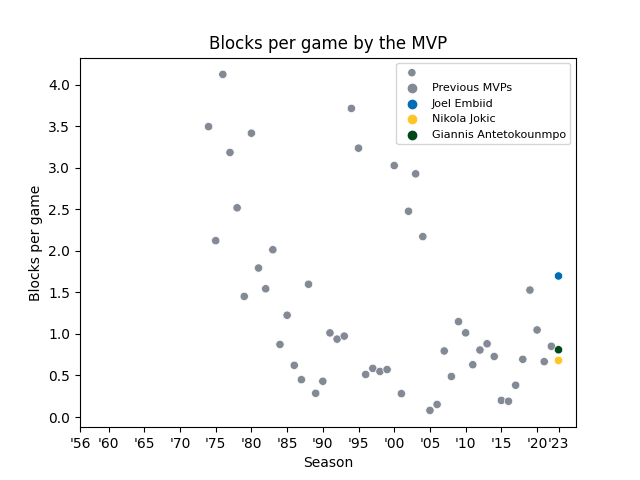 Blocks per game by the MVP
Previous MVPs
Joel Embiid
Nikola Jokic
Giannis Antetokounmpo
4.0
3.5
3.0
2.5
2.0
1.5
1.0
0.5
0.0
Blocks per game
'56 '60 '65 '70 '75 '80 '85 '90 '95 '00 '05 '10 '15 '20 '23
Season